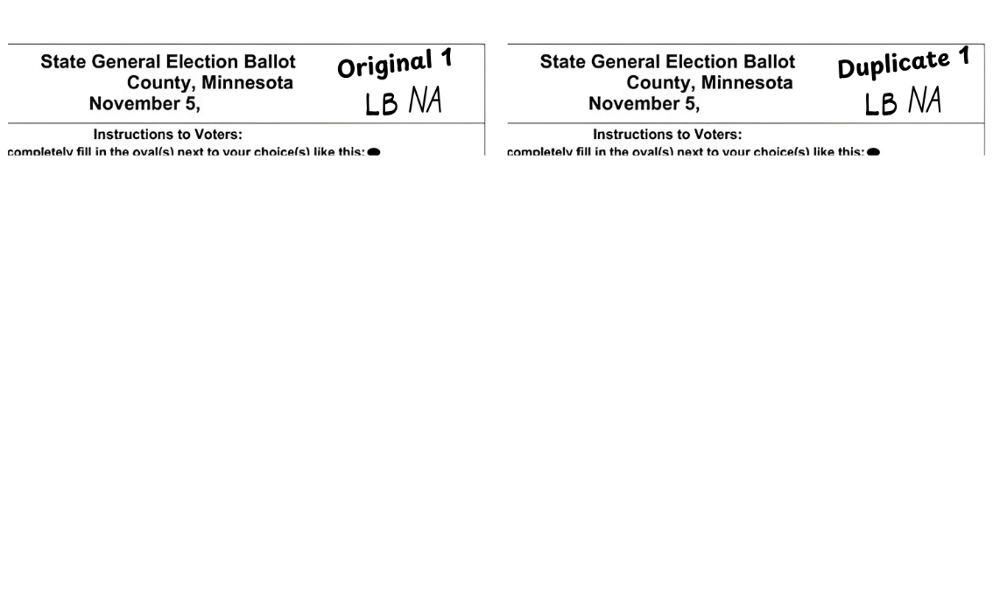 State General Election Ballot
County, Minnesota
November 5,
Original 1
LB NA
Instructions to Voters:
completely fill in the oval(s) next to your choice(s) like this:
State General Election Ballot
County, Minnesota
November 5,
Duplicate 1
LB NA
Instructions to Voters:
completely fill in the oval(s) next to your choice(s) like this: